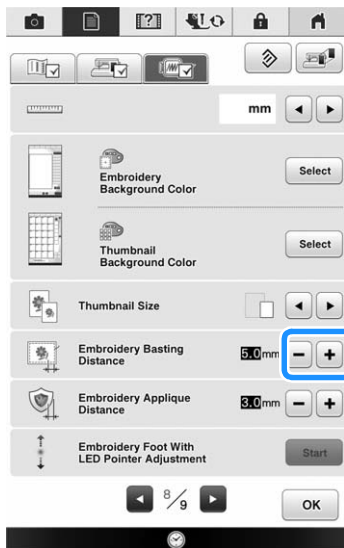 mm
Embroidery
Background Color
Select
Thumbnail
Background Color
Select
Thumbnail Size
Embroidery Basting
Distance
5.0mm
- +
Embroidery Applique
Distance
3.0mm
- +
Embroidery Foot With
LED Pointer Adjustment
Start
8/9
OK